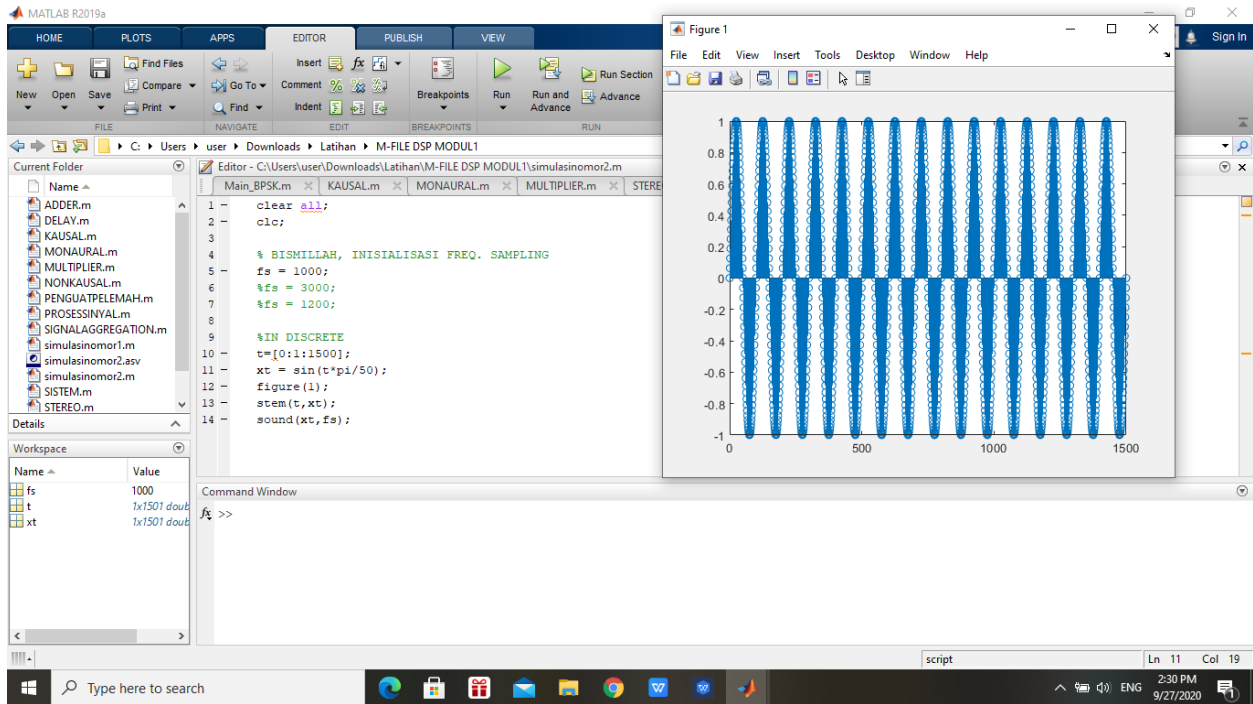 MATLAB R2019a
HOME PLOTS APPS EDITOR PUBLISH VIEW Sign In
New Open Save Find Files Compare Print
FILE
Go To Find
NAVIGATE
Insert fx
Comment
Indent
EDIT
Breakpoints
BREAKPOINTS
Run Run and Advance Run Section Advance
RUN
C: Users user Downloads Latihan M-FILE DSP MODUL1
Current Folder
Name
ADDER.m
DELAY.m
KAUSAL.m
MONAURAL.m
MULTIPLIER.m
NONKAUSAL.m
PENGUATPELEMAH.m
PROSESSINYAL.m
SIGNALAGGREGATION.m
simulasinomor1.m
simulasinomor2.asv
simulasinomor2.m
SISTEM.m
STEREO.m
Details
Workspace
Name Value
fs 1000
t 1x1501 doub
xt 1x1501 doub
Editor - C:\Users\user\Downloads\Latihan\M-FILE DSP MODUL1\simulasinomor2.m
Main_BPSK.m KAUSAL.m MONAURAL.m MULTIPLIER.m STERE
1 clear all;
2 clc;
3
4 % BISMILLAH, INISIALISASI FREQ. SAMPLING
5 fs = 1000;
6 %fs = 3000;
7 %fs = 1200;
8
9 %IN DISCRETE
10 t=[0:1:1500];
11 xt = sin(t*pi/50);
12 figure(1);
13 stem(t,xt);
14 sound(xt,fs);
Command Window
fx >>
Figure 1
File Edit View Insert Tools Desktop Window Help
1
0.8
0.6
0.4
0.2
0
-0.2
-0.4
-0.6
-0.8
-1
0 500 1000 1500
script Ln 11 Col 19
Type here to search
ENG
2:30 PM
9/27/2020
1